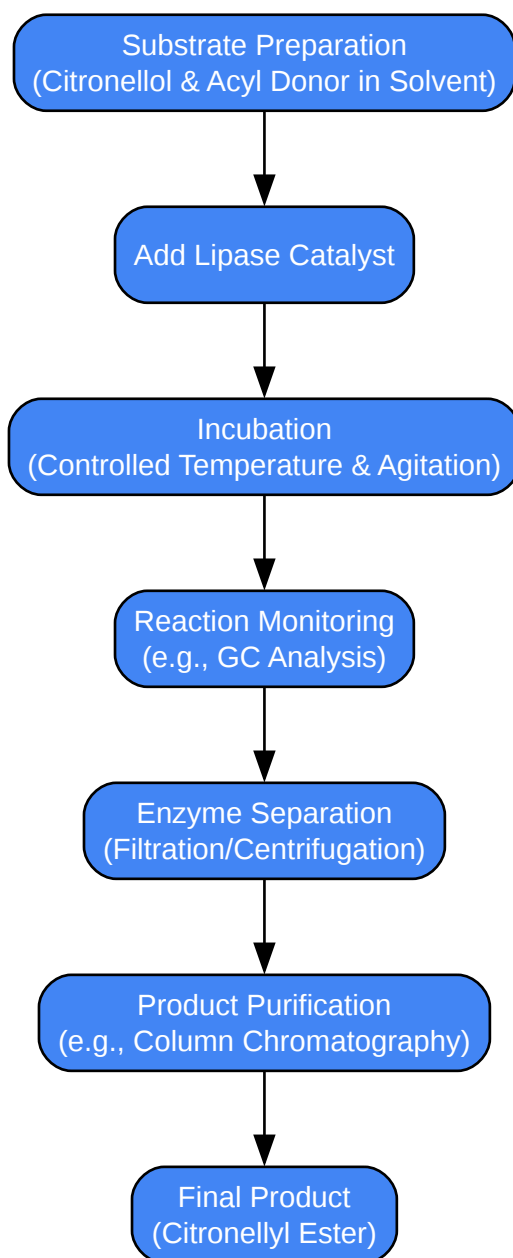 Substrate Preparation
(Citronellol & Acyl Donor in Solvent)
Add Lipase Catalyst
Incubation
(Controlled Temperature & Agitation)
Reaction Monitoring
(e.g., GC Analysis)
Enzyme Separation
(Filtration/Centrifugation)
Product Purification
(e.g., Column Chromatography)
Final Product
(Citronellyl Ester)